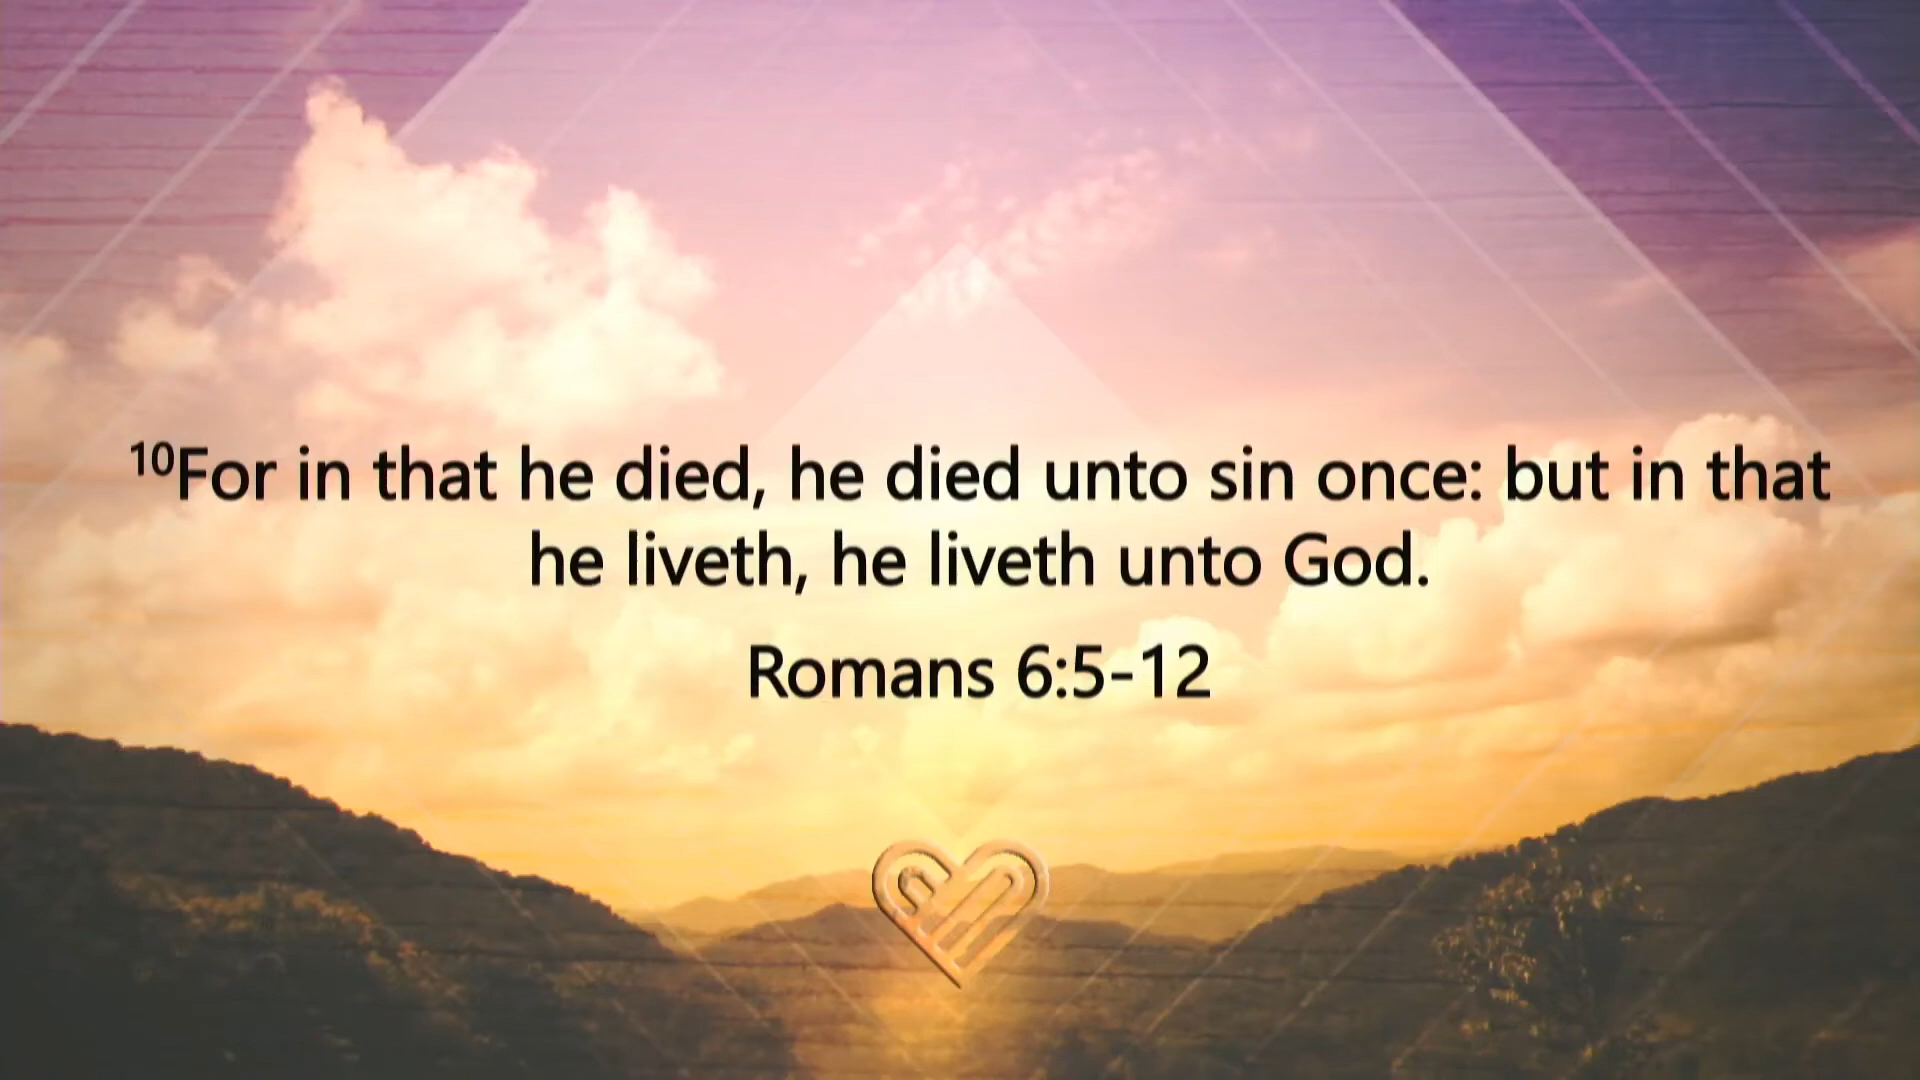 ¹⁰For in that he died, he died unto sin once: but in that
he liveth, he liveth unto God.
Romans 6:5-12